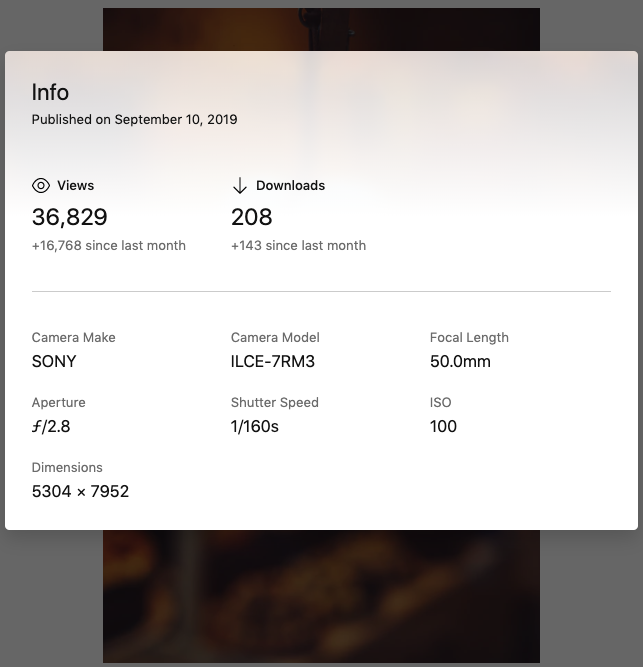 Info
Published on September 10, 2019
Views
Downloads
36,829
208
+16,768 since last month
+143 since last month
Camera Make
Camera Model
Focal Length
SONY
ILCE-7RM3
50.0mm
Aperture
Shutter Speed
ISO
ƒ/2.8
1/160s
100
Dimensions
5304 × 7952